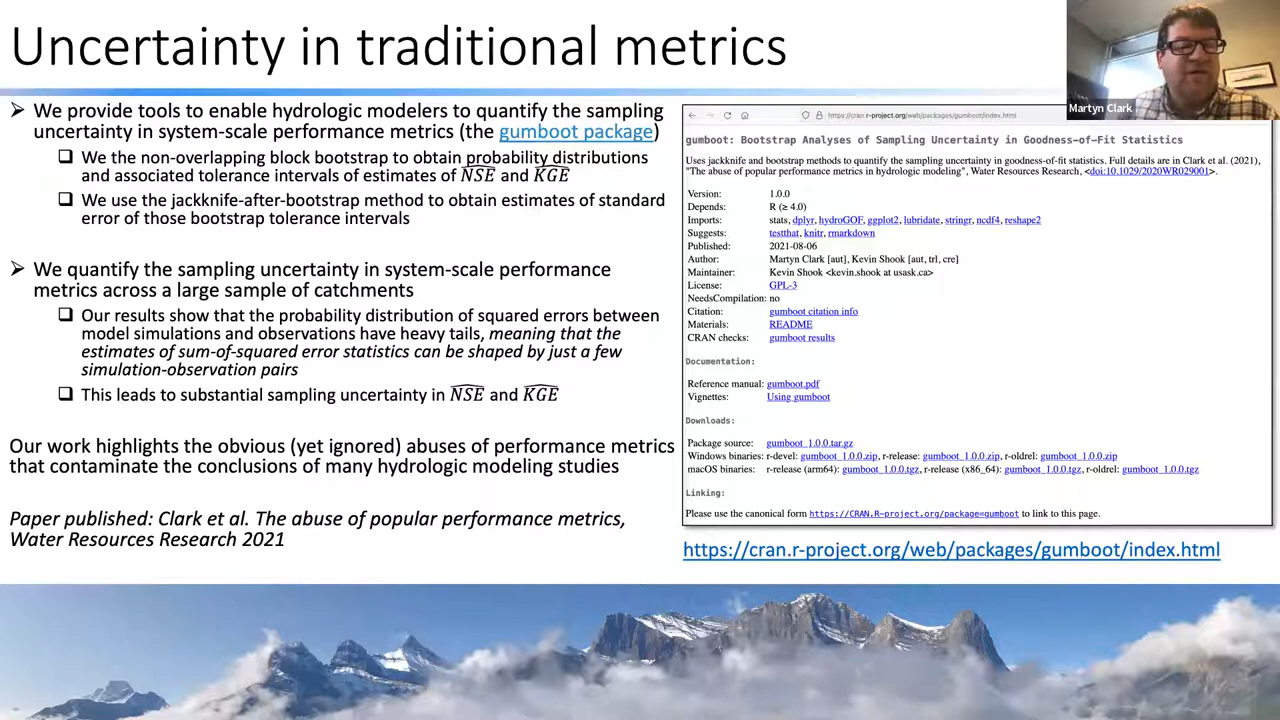 Uncertainty in traditional metrics
Martyn Clark
➢ We provide tools to enable hydrologic modelers to quantify the sampling
uncertainty in system-scale performance metrics (the gumboot package)
❑ We the non-overlapping block bootstrap to obtain probability distributions
and associated tolerance intervals of estimates of N̂SE and K̂GE
❑ We use the jackknife-after-bootstrap method to obtain estimates of standard
error of those bootstrap tolerance intervals
➢ We quantify the sampling uncertainty in system-scale performance
metrics across a large sample of catchments
❑ Our results show that the probability distribution of squared errors between
model simulations and observations have heavy tails, meaning that the
estimates of sum-of-squared error statistics can be shaped by just a few
simulation-observation pairs
❑ This leads to substantial sampling uncertainty in N̂SE and K̂GE
Our work highlights the obvious (yet ignored) abuses of performance metrics
that contaminate the conclusions of many hydrologic modeling studies
Paper published: Clark et al. The abuse of popular performance metrics,
Water Resources Research 2021
https://cran.r-project.org/web/packages/gumboot/index.html
gumboot: Bootstrap Analyses of Sampling Uncertainty in Goodness-of-Fit Statistics
Uses jackknife and bootstrap methods to quantify the sampling uncertainty in goodness-of-fit statistics. Full details are in Clark et al. (2021),
"The abuse of popular performance metrics in hydrologic modeling", Water Resources Research, <doi:10.1029/2020WR029001>.
Version: 1.0.0
Depends: R (≥ 4.0)
Imports: stats, dplyr, hydroGOF, ggplot2, lubridate, stringr, ncdf4, reshape2
Suggests: testthat, knitr, rmarkdown
Published: 2021-08-06
Author: Martyn Clark [aut], Kevin Shook [aut, trl, cre]
Maintainer: Kevin Shook <kevin.shook at usask.ca>
License: GPL-3
NeedsCompilation: no
Citation: gumboot citation info
Materials: README
CRAN checks: gumboot results
Documentation:
Reference manual: gumboot.pdf
Vignettes: Using gumboot
Downloads:
Package source: gumboot_1.0.0.tar.gz
Windows binaries: r-devel: gumboot_1.0.0.zip, r-release: gumboot_1.0.0.zip, r-oldrel: gumboot_1.0.0.zip
macOS binaries: r-release (arm64): gumboot_1.0.0.tgz, r-release (x86_64): gumboot_1.0.0.tgz, r-oldrel: gumboot_1.0.0.tgz
Linking:
Please use the canonical form https://CRAN.R-project.org/package=gumboot to link to this page.
https://cran.r-project.org/web/packages/gumboot/index.html